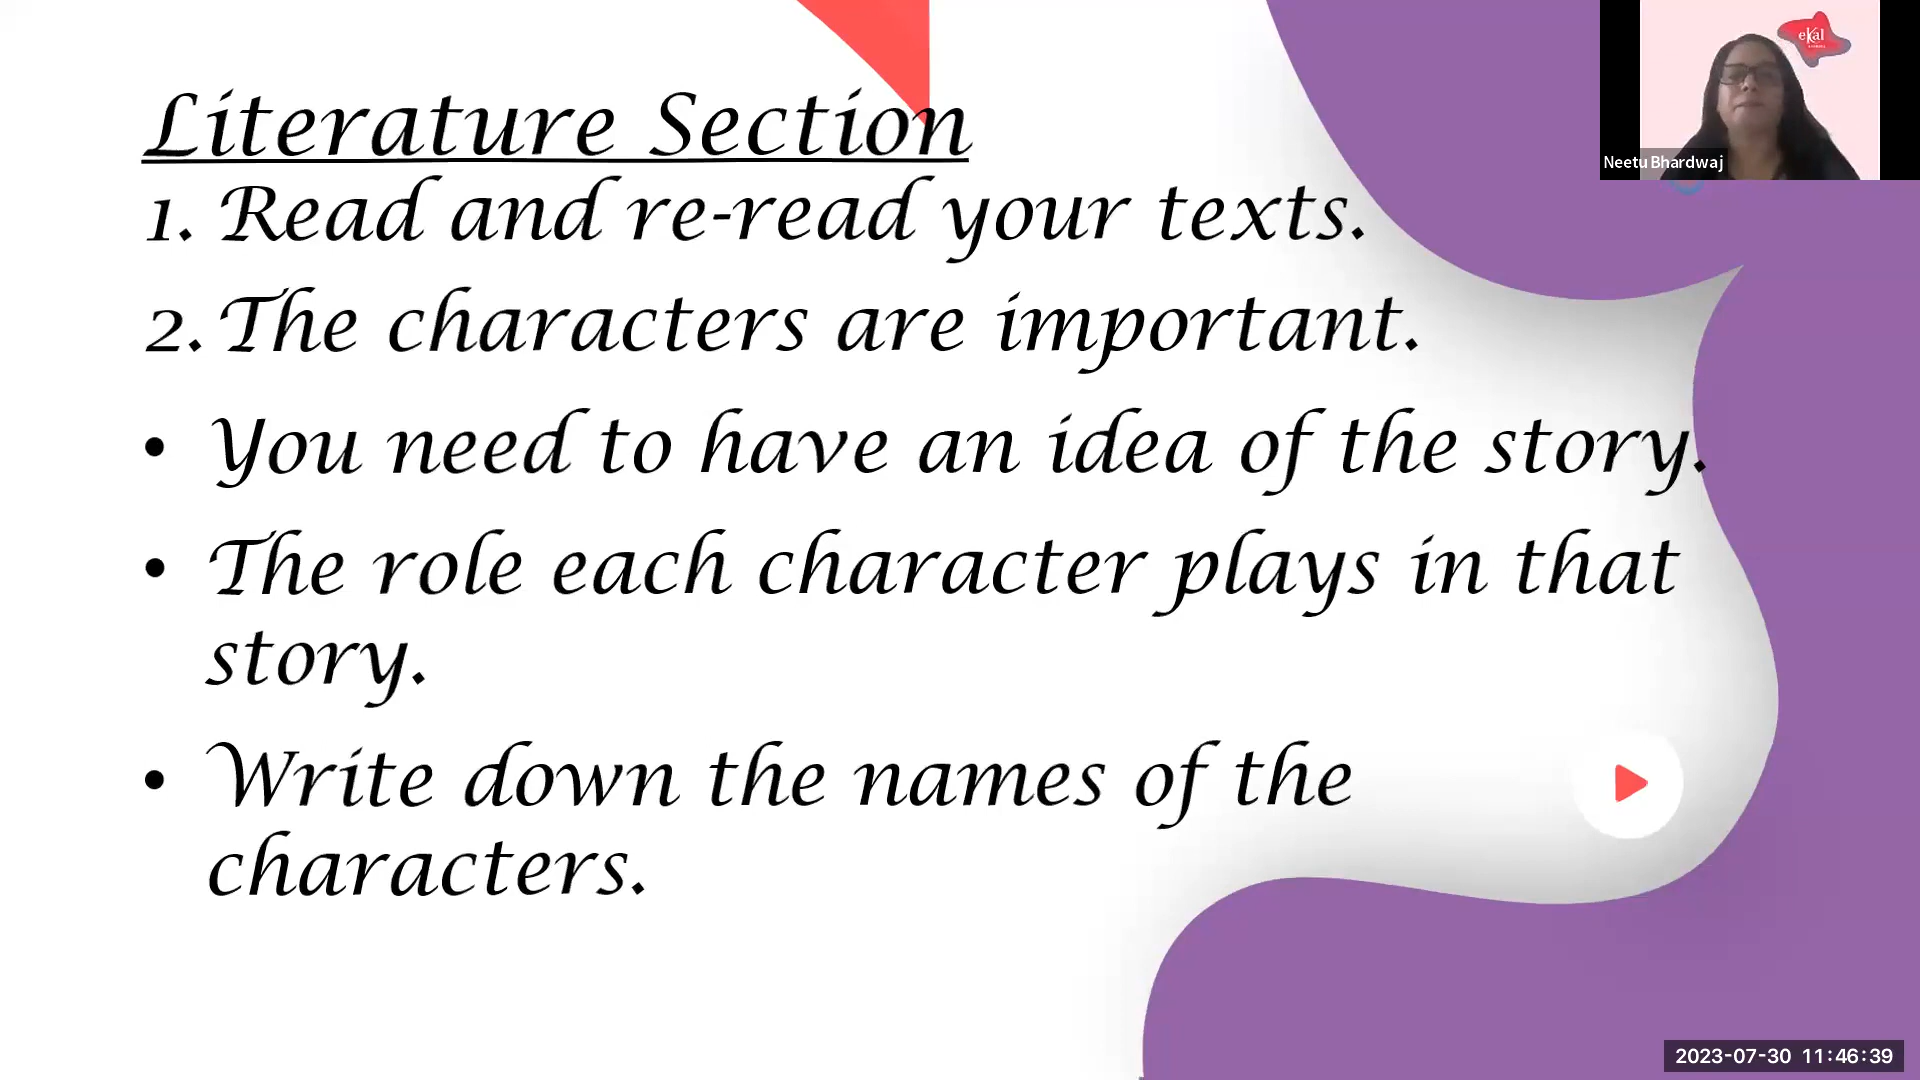 Literature Section
1. Read and re-read your texts.
2. The characters are important.
• You need to have an idea of the story.
• The role each character plays in that
story.
• Write down the names of the
characters.
ekal
Neetu Bhardwaj
2023-07-30 11:46:39